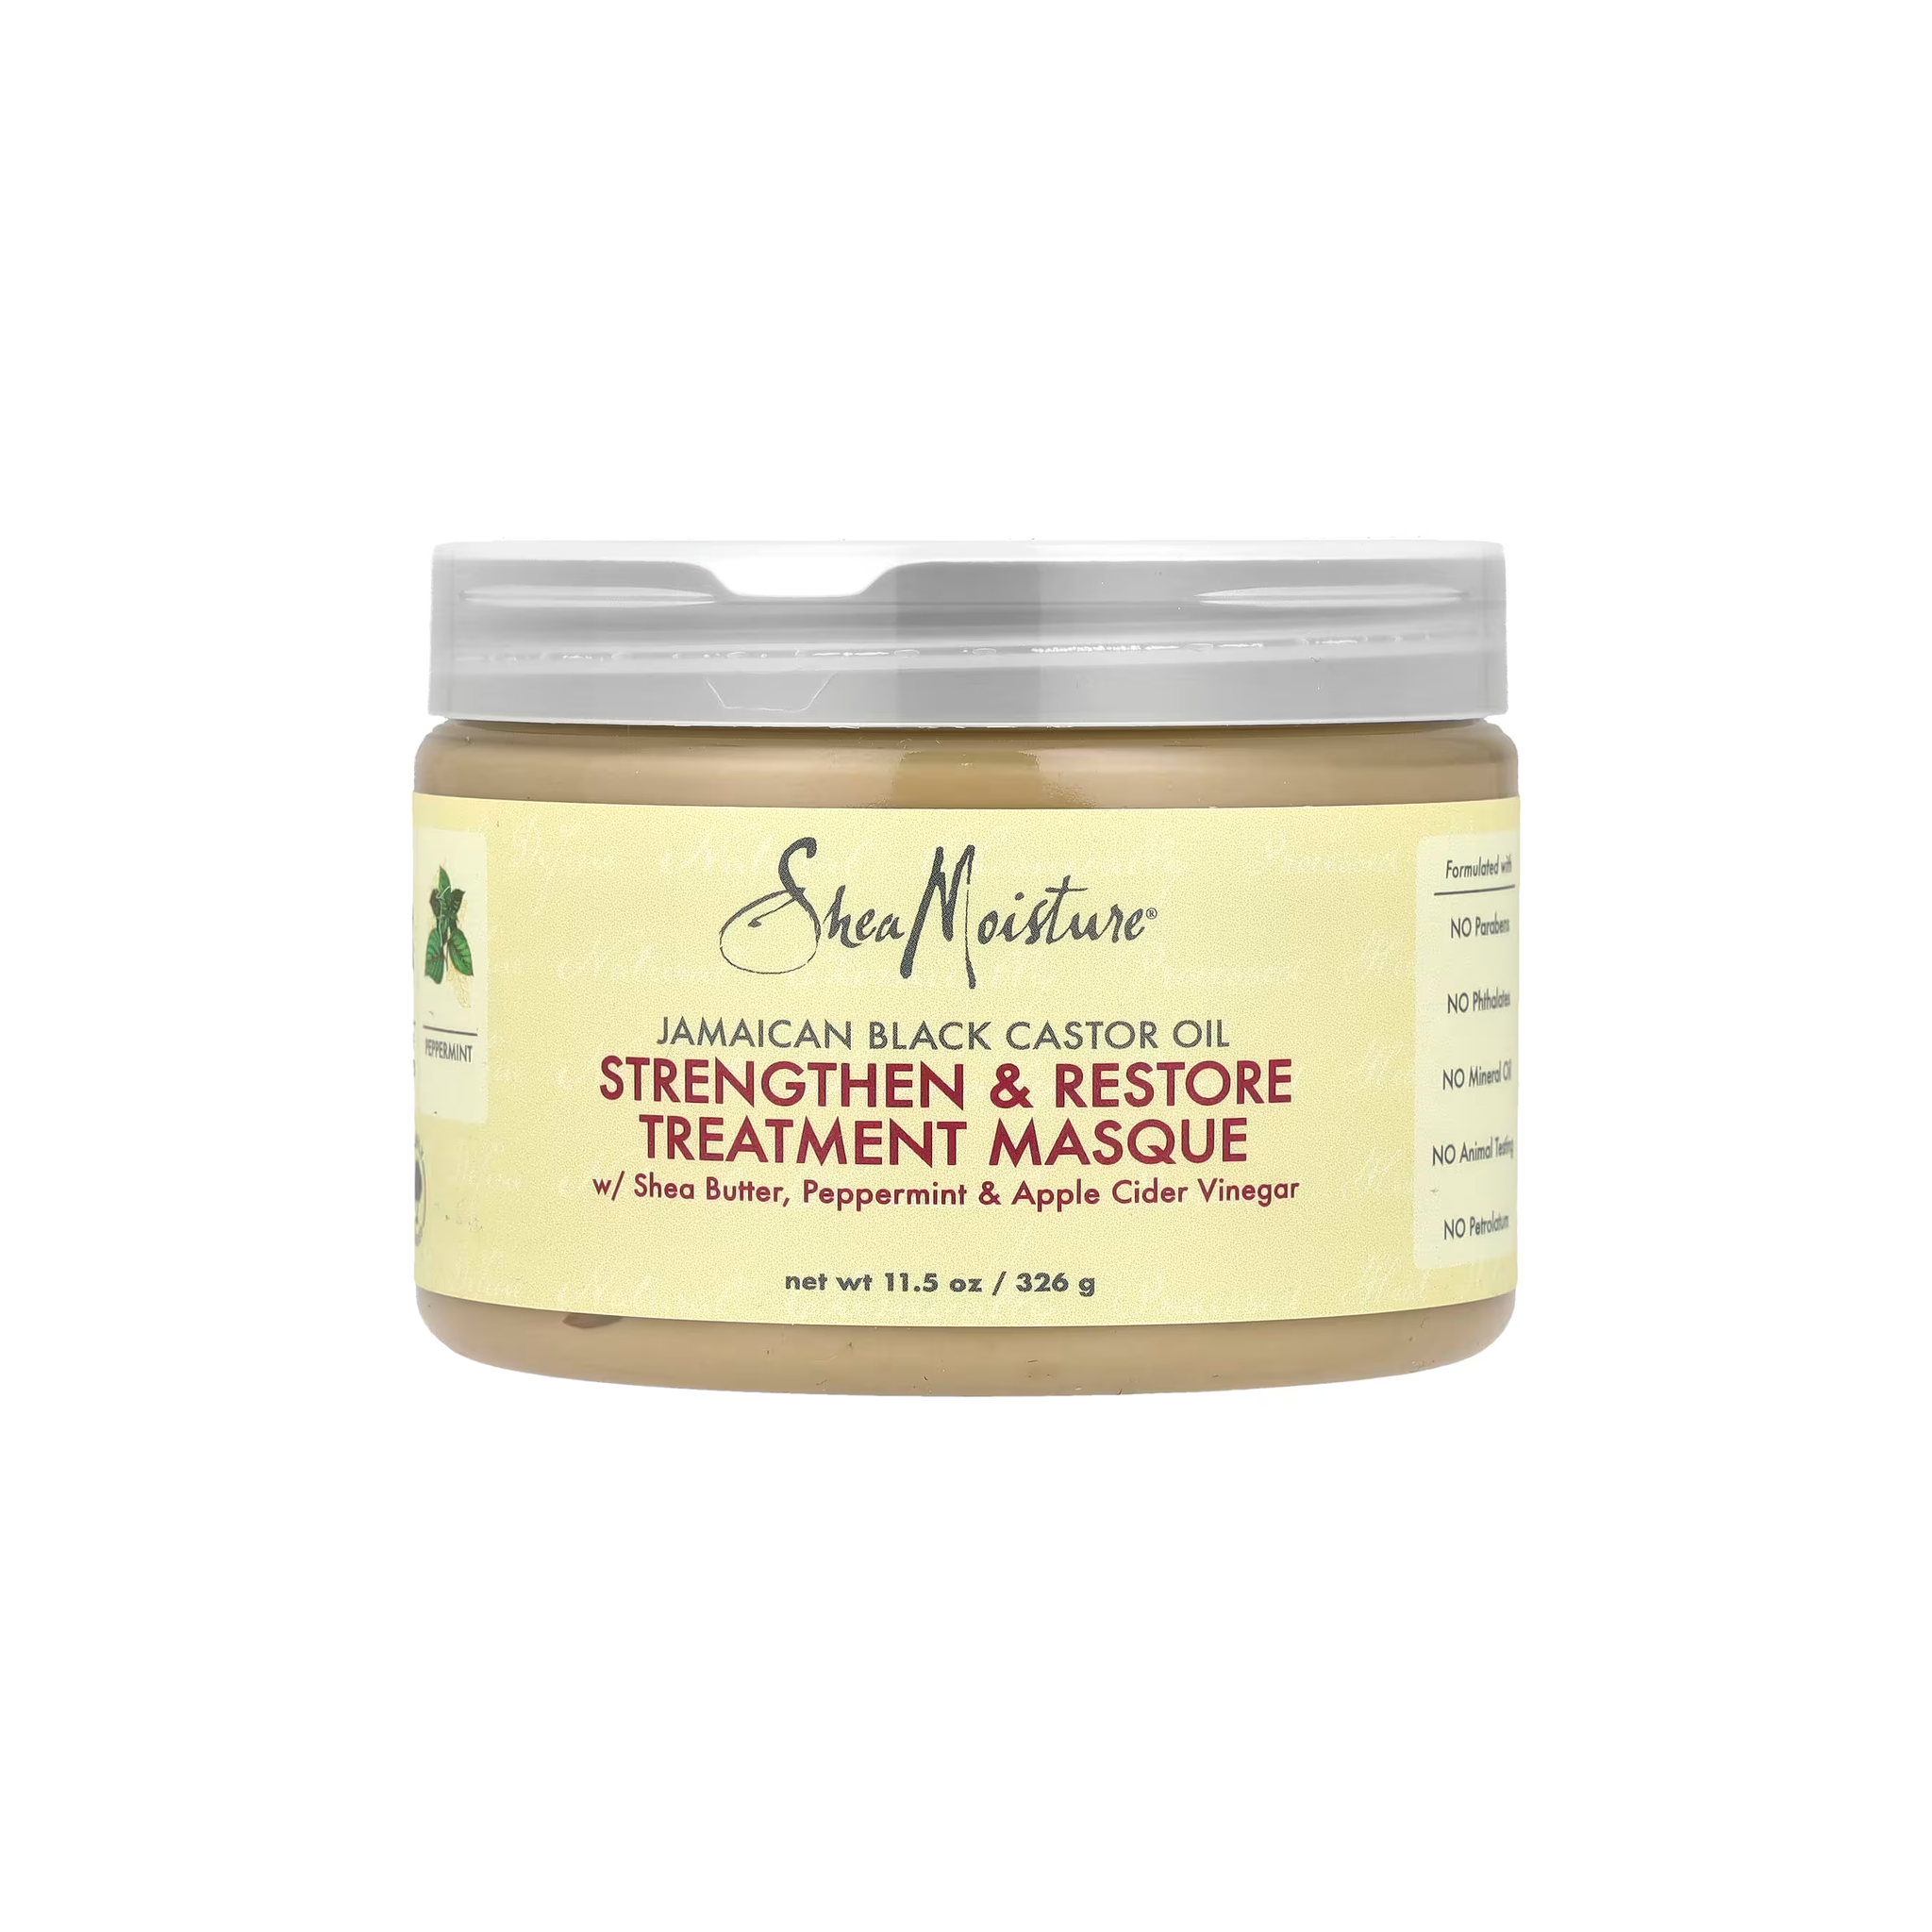 SheaMoisture®
JAMAICAN BLACK CASTOR OIL
STRENGTHEN & RESTORE
TREATMENT MASQUE
w/ Shea Butter, Peppermint & Apple Cider Vinegar
net wt 11.5 oz / 326 g
PEPPERMINT
Formulated with
NO Parabens
NO Phthalates
NO Mineral Oil
NO Animal Testing
NO Petrolatum